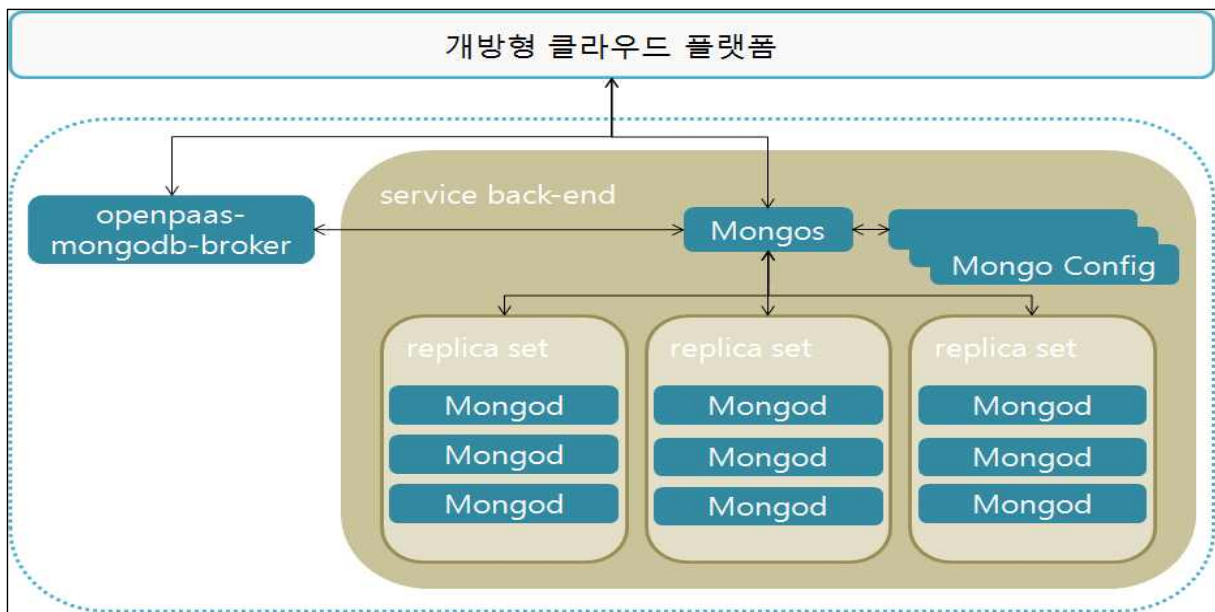 개방형 클라우드 플랫폼
service back-end
openpaas-
mongodb-broker
Mongos
Mongo Config
replica set
replica set
replica set
Mongod
Mongod
Mongod
Mongod
Mongod
Mongod
Mongod
Mongod
Mongod